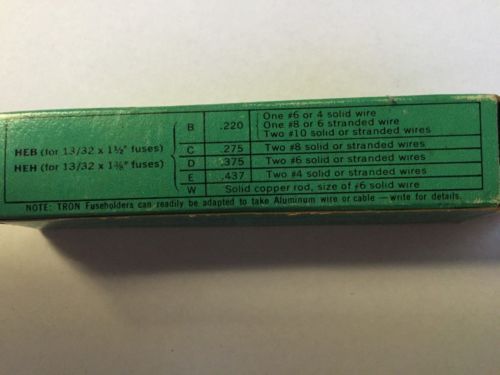 B .220 One #6 or 4 solid wire
One #8 or 6 stranded wire
Two #10 solid or stranded wires
HEB (for 13/32 x 1½" fuses)
HEH (for 13/32 x 1⅜" fuses)
C .275 Two #8 solid or stranded wires
D .375 Two #6 solid or stranded wires
E .437 Two #4 solid or stranded wires
W Solid copper rod, size of #6 solid wire
NOTE: TRON Fuseholders can readily be adapted to take Aluminum wire or cable — write for details.